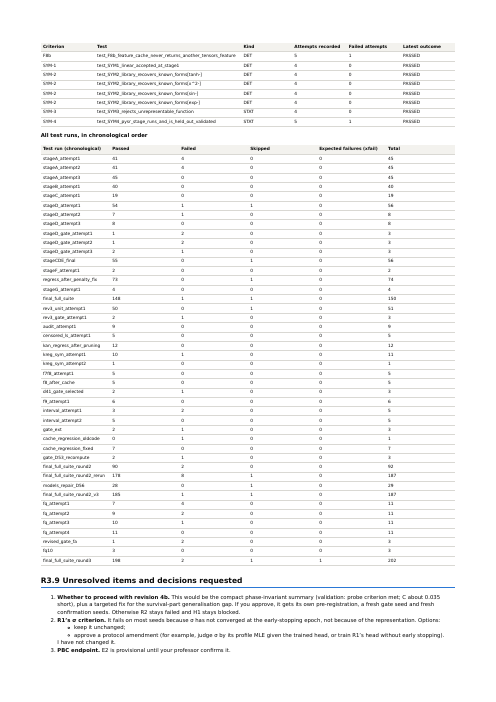 Criterion Test Kind Attempts recorded Failed attempts Latest outcome
F8b test_F8b_feature_cache_never_returns_another_tensors_feature DET 5 1 PASSED
SYM-1 test_SYM1_linear_accepted_at_stage1 DET 4 0 PASSED
SYM-2 test_SYM2_library_recovers_known_forms[tanh-] DET 4 0 PASSED
SYM-2 test_SYM2_library_recovers_known_forms[x^2-] DET 4 0 PASSED
SYM-2 test_SYM2_library_recovers_known_forms[sin-] DET 4 0 PASSED
SYM-2 test_SYM2_library_recovers_known_forms[exp-] DET 4 0 PASSED
SYM-3 test_SYM3_rejects_unrepresentable_function STAT 4 0 PASSED
SYM-4 test_SYM4_pysr_stage_runs_and_is_held_out_validated STAT 5 1 PASSED
All test runs, in chronological order
Test run (chronological) Passed Failed Skipped Expected failures (xfail) Total
stageA_attempt1 41 4 0 0 45
stageA_attempt2 41 4 0 0 45
stageA_attempt3 45 0 0 0 45
stageB_attempt1 40 0 0 0 40
stageC_attempt1 19 0 0 0 19
stageD_attempt1 54 1 1 0 56
stageD_attempt2 7 1 0 0 8
stageD_attempt3 8 0 0 0 8
stageD_gate_attempt1 1 2 0 0 3
stageD_gate_attempt2 1 2 0 0 3
stageD_gate_attempt3 2 1 0 0 3
stageCDE_final 55 0 1 0 56
stageF_attempt1 2 0 0 0 2
regress_after_penalty_fix 73 0 1 0 74
stageG_attempt1 4 0 0 0 4
final_full_suite 148 1 1 0 150
rev3_unit_attempt1 50 0 1 0 51
rev3_gate_attempt1 2 1 0 0 3
audit_attempt1 9 0 0 0 9
censored_ls_attempt1 5 0 0 0 5
kan_regress_after_pruning 12 0 0 0 12
kreg_sym_attempt1 10 1 0 0 11
kreg_sym_attempt2 1 0 0 0 1
f7f8_attempt1 5 0 0 0 5
f8_after_cache 5 0 0 0 5
d41_gate_selected 2 1 0 0 3
f9_attempt1 6 0 0 0 6
interval_attempt1 3 2 0 0 5
interval_attempt2 5 0 0 0 5
gate_ext 2 1 0 0 3
cache_regression_oldcode 0 1 0 0 1
cache_regression_fixed 7 0 0 0 7
gate_D53_recompute 2 1 0 0 3
final_full_suite_round2 90 2 0 0 92
final_full_suite_round2_rerun 178 8 1 0 187
models_repair_D56 28 0 1 0 29
final_full_suite_round2_v3 185 1 1 0 187
fq_attempt1 7 4 0 0 11
fq_attempt2 9 2 0 0 11
fq_attempt3 10 1 0 0 11
fq_attempt4 11 0 0 0 11
revised_gate_fa 1 2 0 0 3
fq10 3 0 0 0 3
final_full_suite_round3 198 2 1 1 202
R3.9 Unresolved items and decisions requested
1. Whether to proceed with revision 4b. This would be the compact phase-invariant summary (validation: probe criterion met; C about 0.035
short), plus a targeted fix for the survival-part generalisation gap. If you approve, it gets its own pre-registration, a fresh gate seed and fresh
confirmation seeds. Otherwise R2 stays failed and H1 stays blocked.
2. R1's σ criterion. It fails on most seeds because σ has not converged at the early-stopping epoch, not because of the representation. Options:
keep it unchanged;
approve a protocol amendment (for example, judge σ by its profile MLE given the trained head, or train R1's head without early stopping).
I have not changed it.
3. PBC endpoint. E2 is provisional until your professor confirms it.